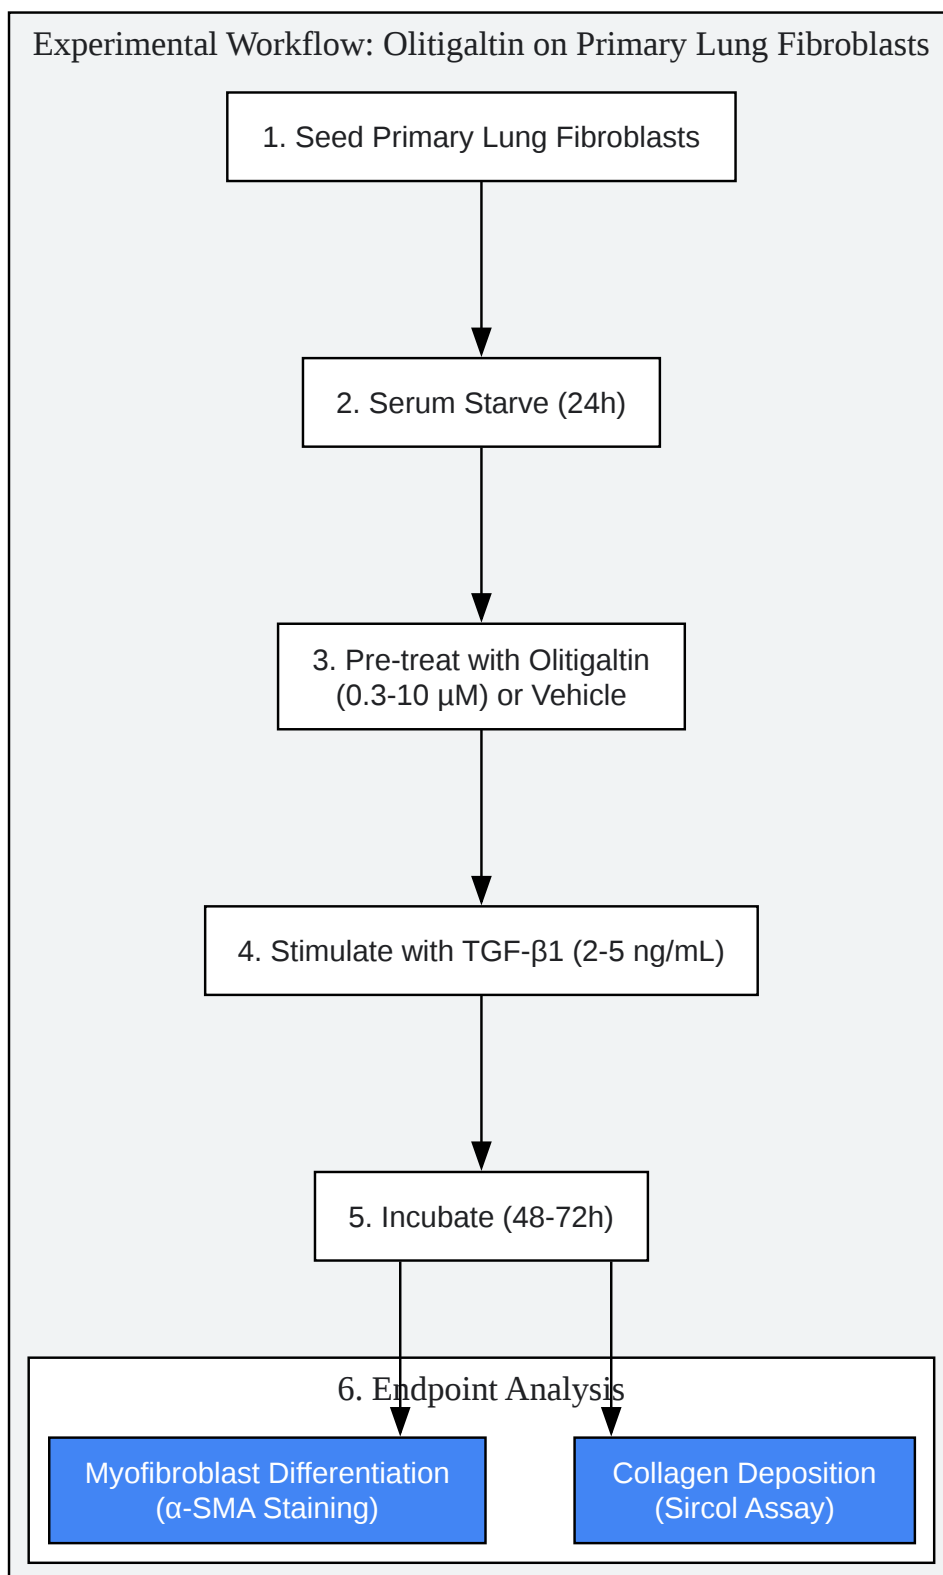 Experimental Workflow: Olitigaltin on Primary Lung Fibroblasts
1. Seed Primary Lung Fibroblasts
2. Serum Starve (24h)
3. Pre-treat with Olitigaltin
(0.3-10 µM) or Vehicle
4. Stimulate with TGF-β1 (2-5 ng/mL)
5. Incubate (48-72h)
6. Endpoint Analysis
Myofibroblast Differentiation
(α-SMA Staining)
Collagen Deposition
(Sircol Assay)